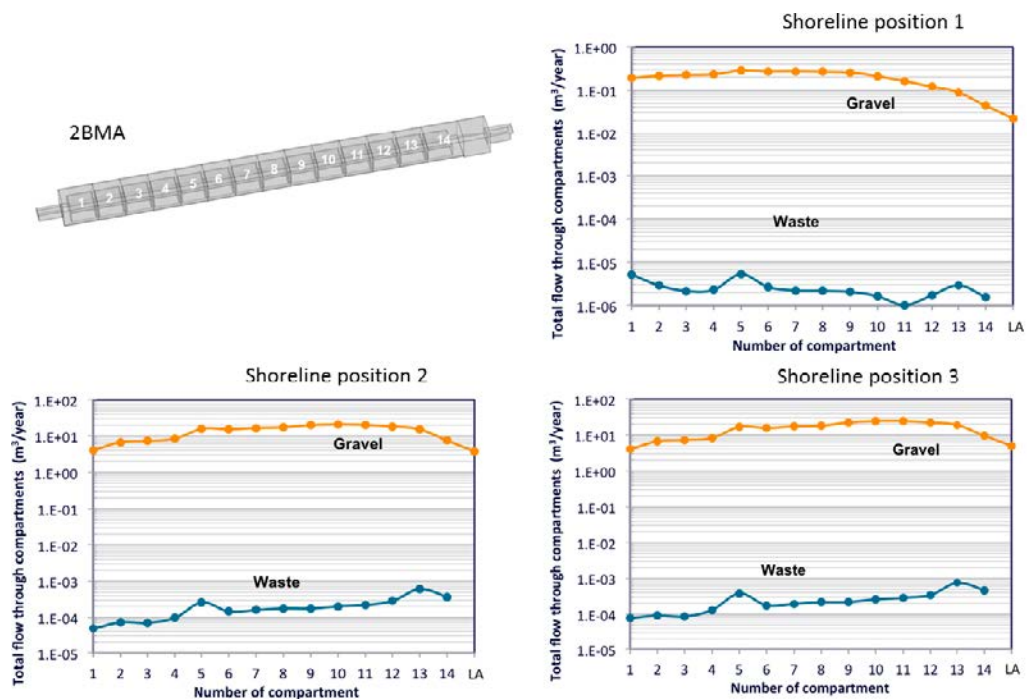 2BMA
1 2 3 4 5 6 7 8 9 10 11 12 13 14
Shoreline position 1
Total flow through compartments (m³/year)
1.E+00
1.E-01
1.E-02
1.E-03
1.E-04
1.E-05
1.E-06
Gravel
Waste
1 2 3 4 5 6 7 8 9 10 11 12 13 14 LA
Number of compartment
Shoreline position 2
Total flow through compartments (m³/year)
1.E+02
1.E+01
1.E+00
1.E-01
1.E-02
1.E-03
1.E-04
1.E-05
Gravel
Waste
1 2 3 4 5 6 7 8 9 10 11 12 13 14 LA
Number of compartment
Shoreline position 3
Total flow through compartments (m³/year)
1.E+02
1.E+01
1.E+00
1.E-01
1.E-02
1.E-03
1.E-04
1.E-05
Gravel
Waste
1 2 3 4 5 6 7 8 9 10 11 12 13 14 LA
Number of compartment